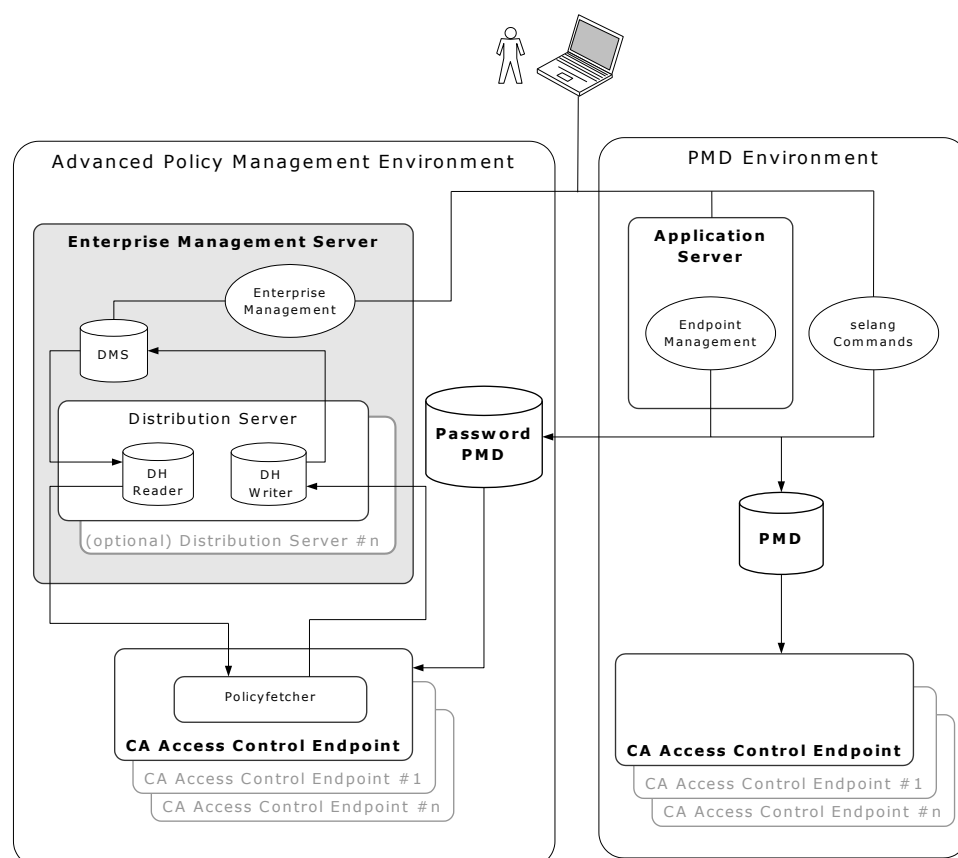 Advanced Policy Management Environment
Enterprise Management Server
Enterprise
Management
DMS
Distribution Server
DH
Reader
DH
Writer
(optional) Distribution Server #n
Password
PMD
Policyfetcher
CA Access Control Endpoint
CA Access Control Endpoint #1
CA Access Control Endpoint #n
PMD Environment
Application
Server
Endpoint
Management
selang
Commands
PMD
CA Access Control Endpoint
CA Access Control Endpoint #1
CA Access Control Endpoint #n